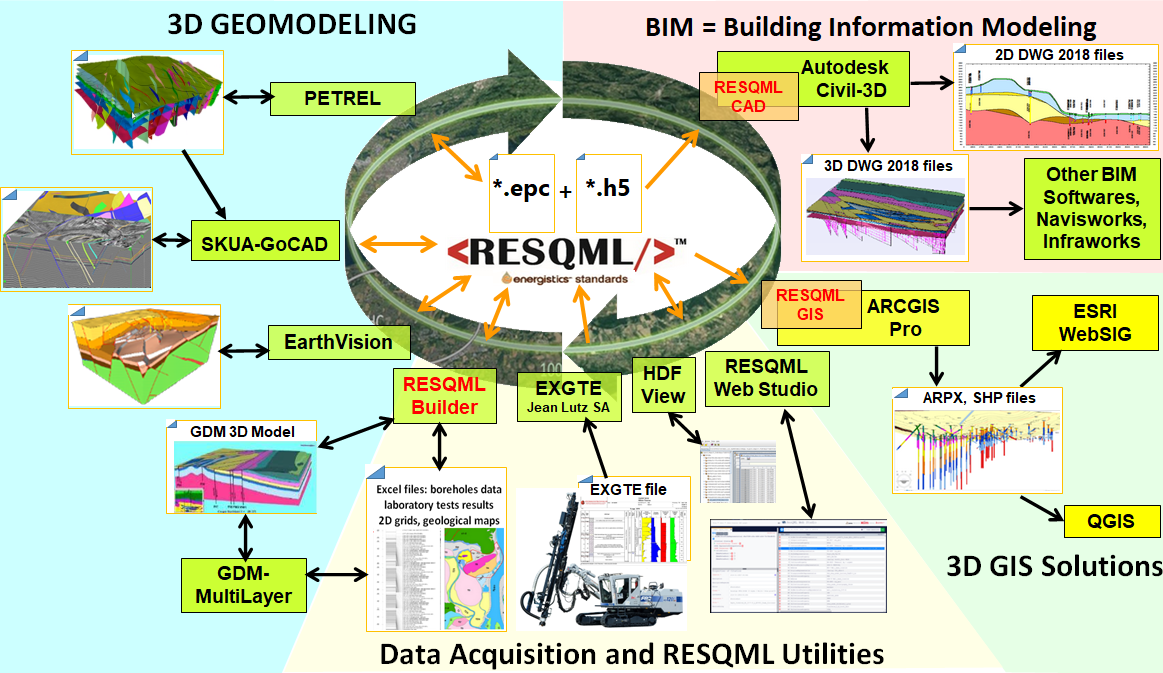 3D GEOMODELING
BIM = Building Information Modeling
PETREL
SKUA-GoCAD
EarthVision
RESQML
Builder
GDM 3D Model
GDM-
MultiLayer
Excel files: boreholes data
laboratory tests results
2D grids, geological maps
*.epc + *.h5
<RESQML/>™
energistics™ standards
RESQML
CAD
Autodesk
Civil-3D
2D DWG 2018 files
3D DWG 2018 files
Other BIM
Softwares,
Navisworks,
Infraworks
RESQML
GIS
ARCGIS
Pro
ESRI
WebSIG
ARPX, SHP files
QGIS
3D GIS Solutions
EXGTE
Jean Lutz SA
EXGTE file
HDF
View
RESQML
Web Studio
100
Data Acquisition and RESQML Utilities